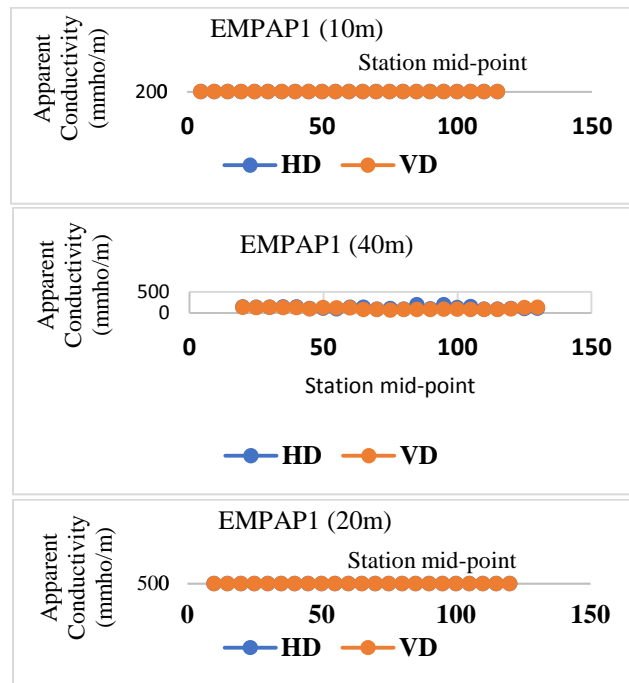 EMPAP1 (10m)
Apparent
Conductivity
(mmho/m)
Station mid-point
200
0 50 100 150
HD VD
EMPAP1 (40m)
Apparent
Conductivity
(mmho/m)
500
0
0 50 100 150
Station mid-point
HD VD
EMPAP1 (20m)
Apparent
Conductivity
(mmho/m)
Station mid-point
500
0 50 100 150
HD VD